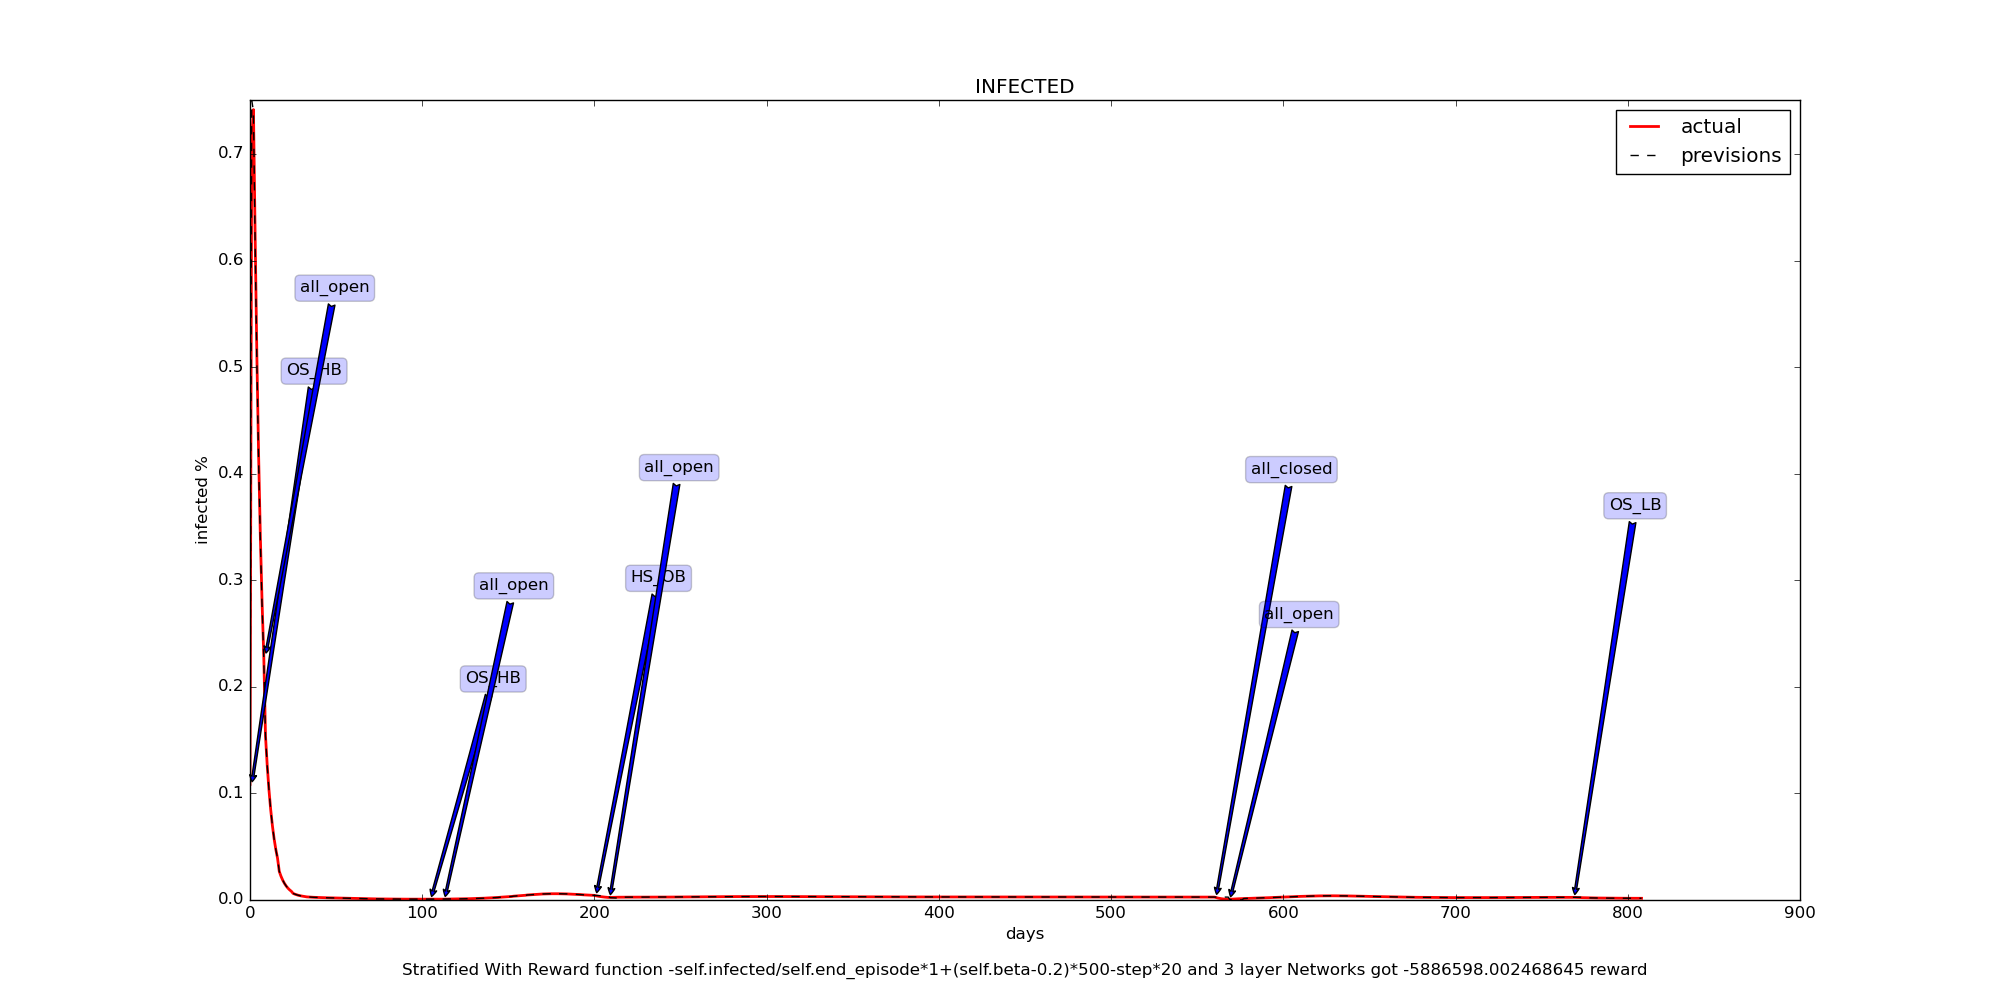 INFECTED
actual
previsions
0.7
0.6
0.5
0.4
0.3
0.2
0.1
0.0
infected %
all_open
OS_HB
all_open
OS_HB
all_open
HS_OB
all_closed
all_open
OS_LB
0 100 200 300 400 500 600 700 800 900
days
Stratified With Reward function -self.infected/self.end_episode*1+(self.beta-0.2)*500-step*20 and 3 layer Networks got -5886598.002468645 reward